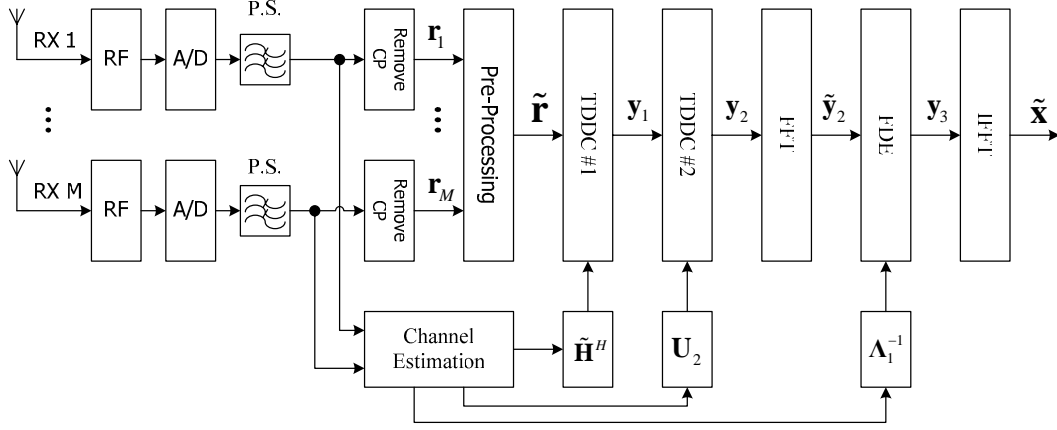 P.S.
RX 1
RF
A/D
Remove CP
r₁
...
...
P.S.
RX M
RF
A/D
Remove CP
r_M
Pre-Processing
r̃
TDDC #1
y₁
TDDC #2
y₂
FFT
ỹ₂
FDE
y₃
IFFT
x̃
Channel
Estimation
H̃ᴴ
U₂
Λ₁⁻¹